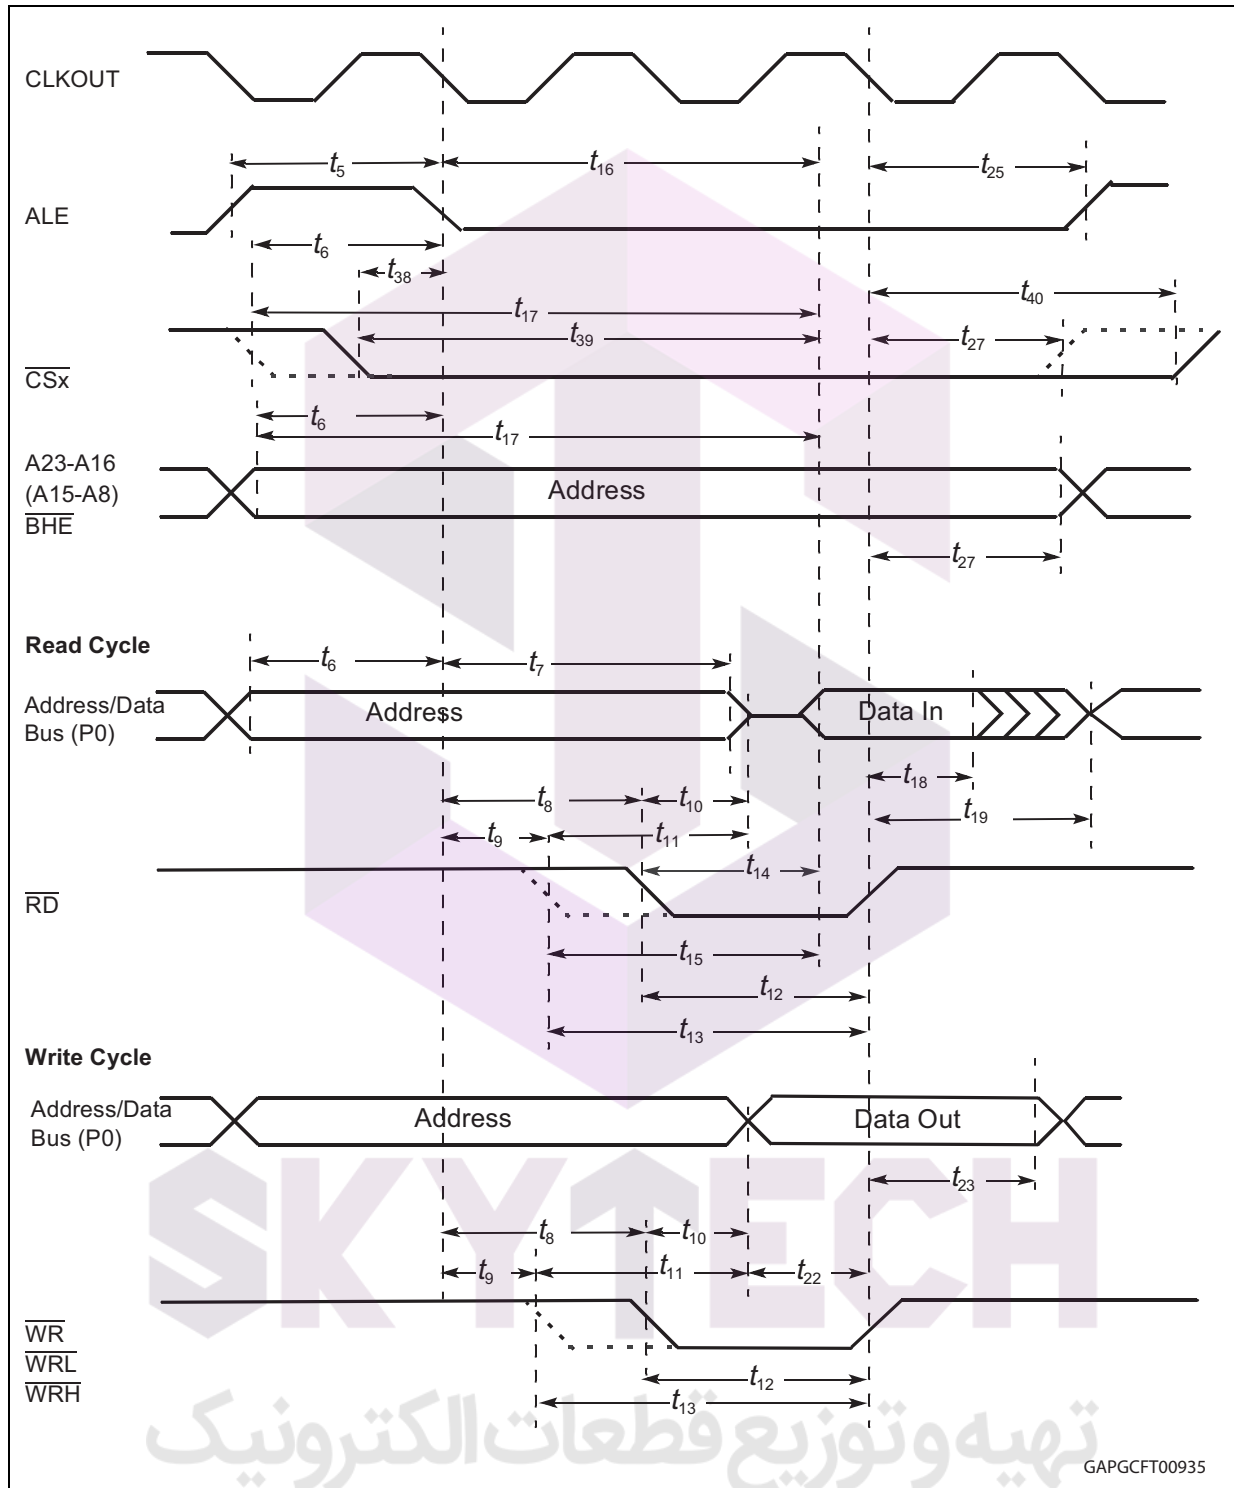 CLKOUT
t5
t16
t25
ALE
t6
t38
t40
t17
t39
t27
CSx
t6
t17
A23-A16
(A15-A8)
BHE
Address
t27
Read Cycle
t6
t7
Address/Data
Bus (P0)
Address
Data In
t18
t8
t10
t19
t9
t11
t14
RD
t15
t12
t13
Write Cycle
Address/Data
Bus (P0)
Address
Data Out
t23
SKYTECH
t8
t10
t9
t11
t22
WR
WRL
WRH
t12
t13
تهیه و توزیع قطعات الکترونیک
GAPGCFT00935